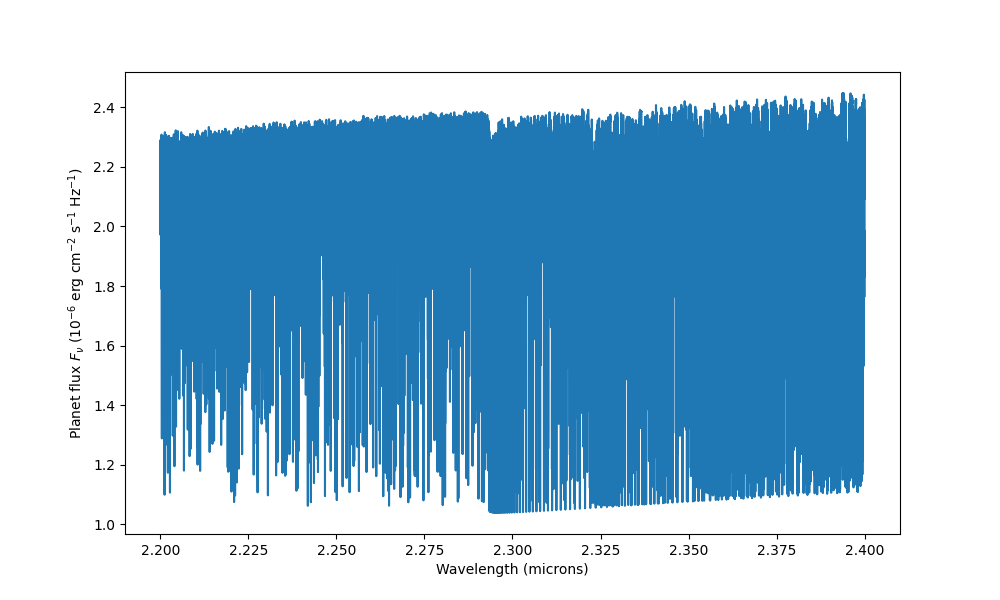 2.4
2.2
2.0
1.8
1.6
1.4
1.2
1.0
Planet flux $F_\nu$ (10⁻⁶ erg cm⁻² s⁻¹ Hz⁻¹)
2.200 2.225 2.250 2.275 2.300 2.325 2.350 2.375 2.400
Wavelength (microns)